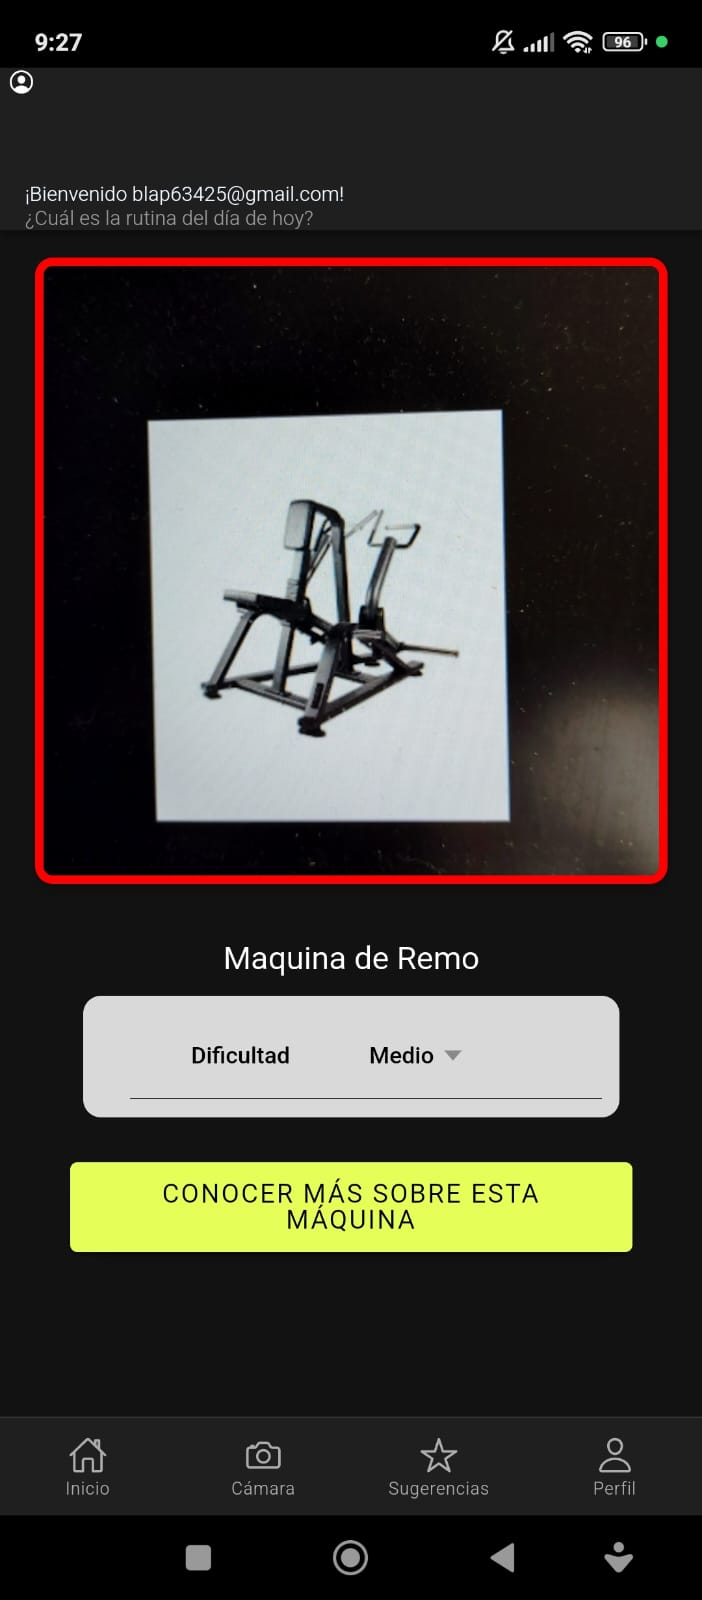 9:27
96
¡Bienvenido blap63425@gmail.com!
¿Cuál es la rutina del día de hoy?
Maquina de Remo
Dificultad Medio
CONOCER MÁS SOBRE ESTA
MÁQUINA
Inicio Cámara Sugerencias Perfil